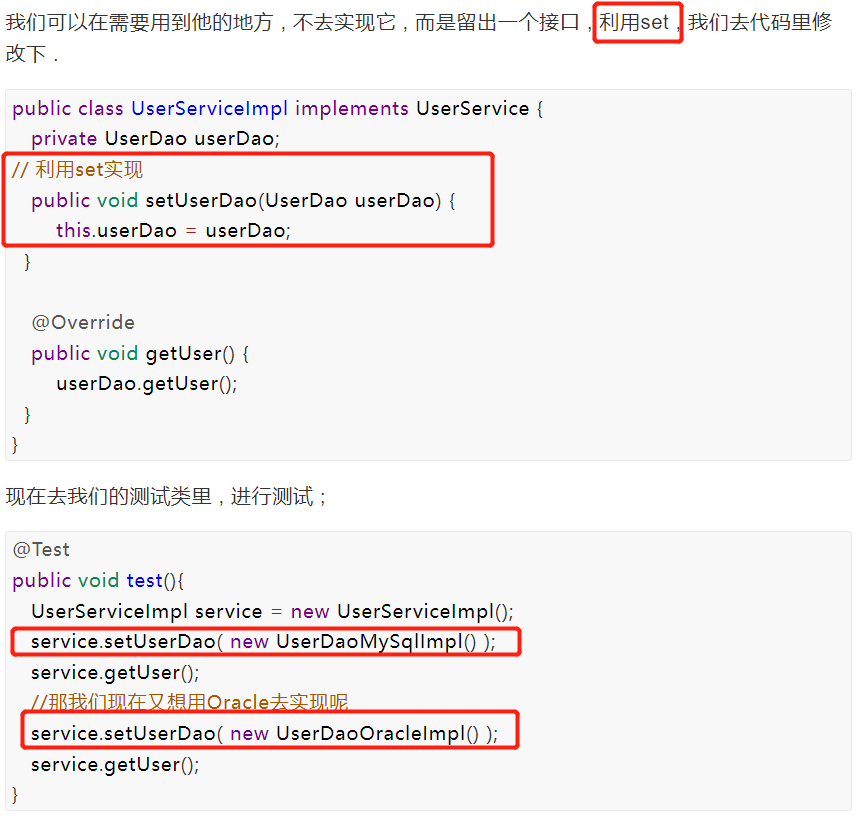 我们可以在需要用到他的地方 , 不去实现它 , 而是留出一个接口 , 利用set , 我们去代码里修
改下 .
public class UserServiceImpl implements UserService {
private UserDao userDao;
// 利用set实现
public void setUserDao(UserDao userDao) {
this.userDao = userDao;
}
@Override
public void getUser() {
userDao.getUser();
}
}
现在去我们的测试类里 , 进行测试 ;
@Test
public void test(){
UserServiceImpl service = new UserServiceImpl();
service.setUserDao( new UserDaoMySqlImpl() );
service.getUser();
//那我们现在又想用Oracle去实现呢
service.setUserDao( new UserDaoOracleImpl() );
service.getUser();
}